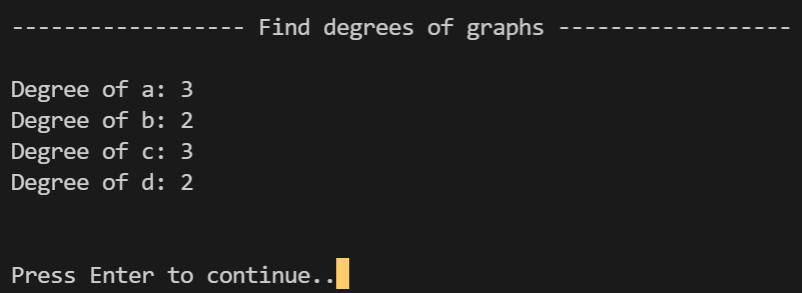 ------------------ Find degrees of graphs ------------------
Degree of a: 3
Degree of b: 2
Degree of c: 3
Degree of d: 2
Press Enter to continue..